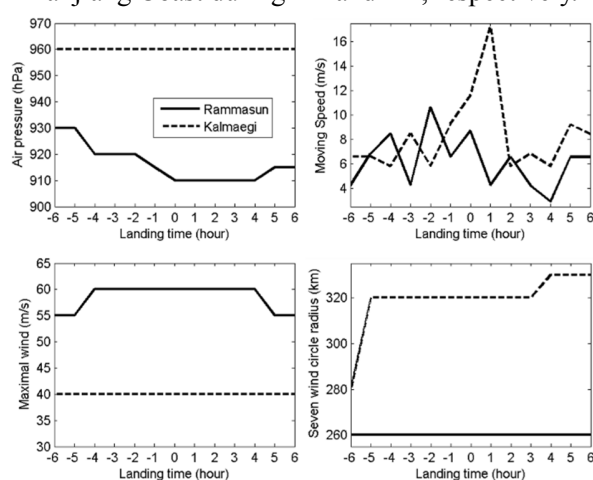 Coast during respectively.
970
960
950
940
930
920
910
900
Air pressure (hPa)
Rammasun
Kalmaegi
-6 -5 -4 -3 -2 -1 0 1 2 3 4 5 6
Landing time (hour)
16
14
12
10
8
6
4
Moving Speed (m/s)
-6 -5 -4 -3 -2 -1 0 1 2 3 4 5 6
Landing time (hour)
65
60
55
50
45
40
35
30
Maximal wind (m/s)
-6 -5 -4 -3 -2 -1 0 1 2 3 4 5 6
Landing time (hour)
320
300
280
260
Seven wind circle radius (km)
-6 -5 -4 -3 -2 -1 0 1 2 3 4 5 6
Landing time (hour)